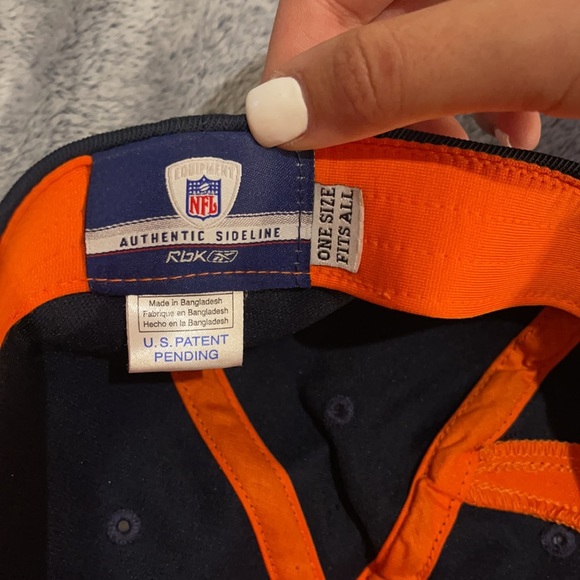 EQUIPMENT
NFL
AUTHENTIC SIDELINE
RBK
ONE SIZE
FITS ALL
Made in Bangladesh
Fabrique en Bangladesh
Hecho en la Bangladesh
U.S. PATENT
PENDING